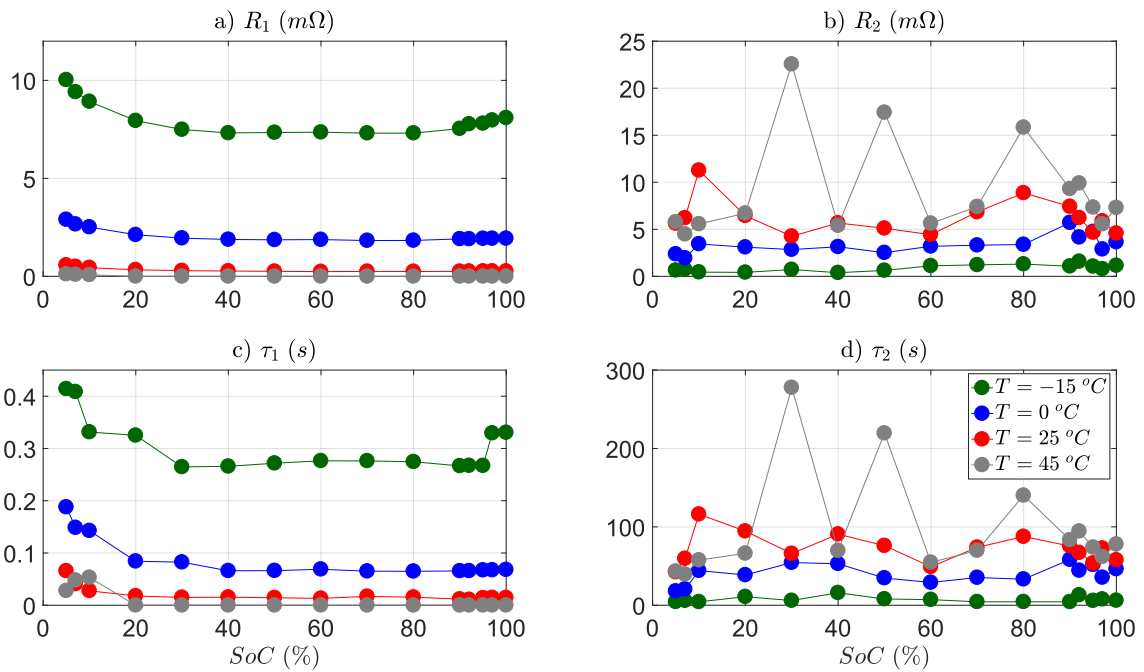 a) R₁ (mΩ)
10
5
0
0 20 40 60 80 100
b) R₂ (mΩ)
25
20
15
10
5
0
0 20 40 60 80 100
c) τ₁ (s)
0.4
0.3
0.2
0.1
0
0 20 40 60 80 100
SoC (%)
d) τ₂ (s)
300
200
100
0
0 20 40 60 80 100
SoC (%)
T = −15 °C
T = 0 °C
T = 25 °C
T = 45 °C